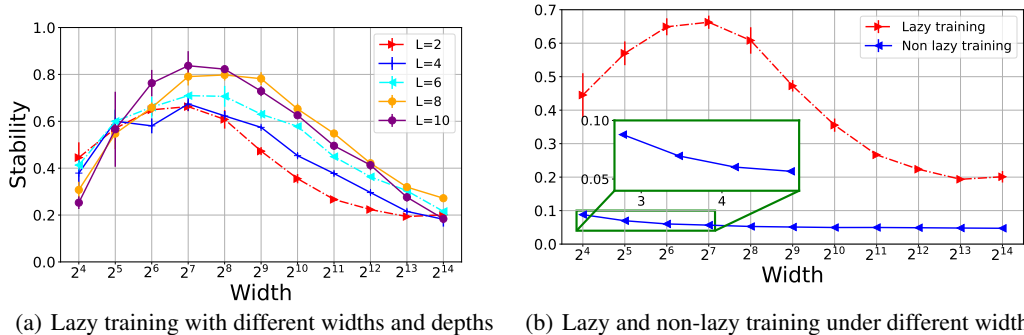 1.0
0.8
0.6
0.4
0.2
0.0
Stability
L=2
L=4
L=6
L=8
L=10
2^4 2^5 2^6 2^7 2^8 2^9 2^10 2^11 2^12 2^13 2^14
Width
(a) Lazy training with different widths and depths
0.7
0.6
0.5
0.4
0.3
0.2
0.1
0.0
Lazy training
Non lazy training
0.10
0.05
3 4
2^4 2^5 2^6 2^7 2^8 2^9 2^10 2^11 2^12 2^13 2^14
Width
(b) Lazy and non-lazy training under different width